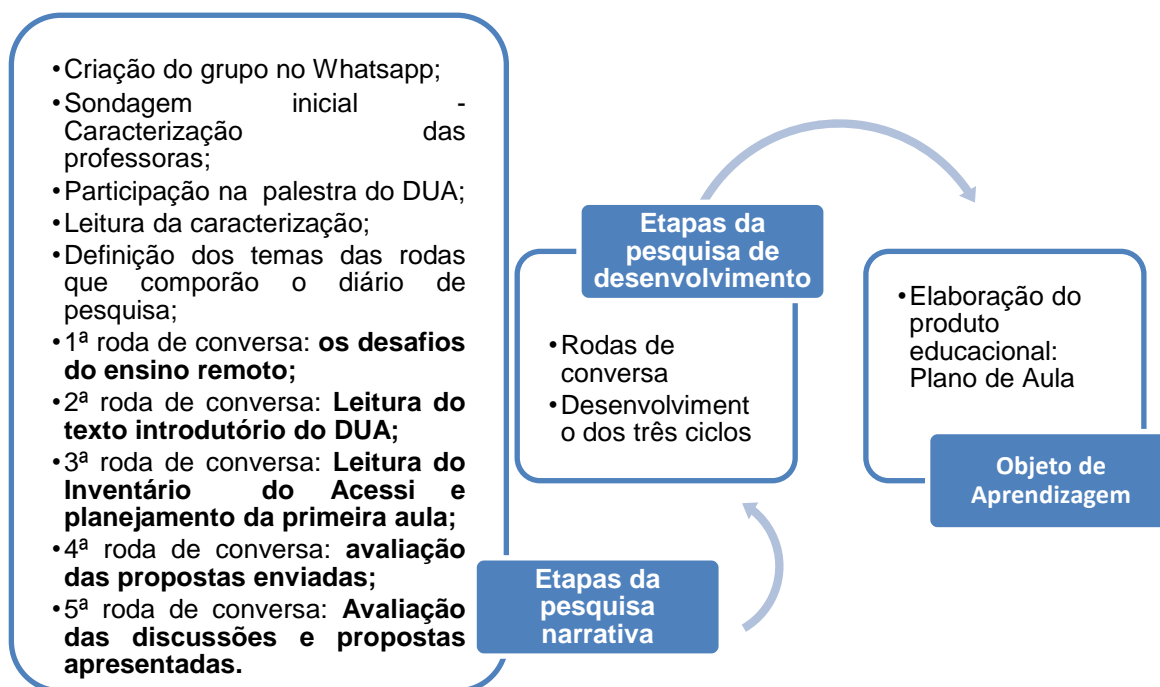 •Criação do grupo no Whatsapp;
•Sondagem inicial -
Caracterização das
professoras;
•Participação na palestra do DUA;
•Leitura da caracterização;
•Definição dos temas das rodas
que comporão o diário de
pesquisa;
•1ª roda de conversa: os desafios
do ensino remoto;
•2ª roda de conversa: Leitura do
texto introdutório do DUA;
•3ª roda de conversa: Leitura do
Inventário do Acessi e
planejamento da primeira aula;
•4ª roda de conversa: avaliação
das propostas enviadas;
•5ª roda de conversa: Avaliação
das discussões e propostas
apresentadas.
Etapas da
pesquisa
narrativa
Etapas da
pesquisa de
desenvolvimento
•Rodas de
conversa
•Desenvolviment
o dos três ciclos
•Elaboração do
produto
educacional:
Plano de Aula
Objeto de
Aprendizagem